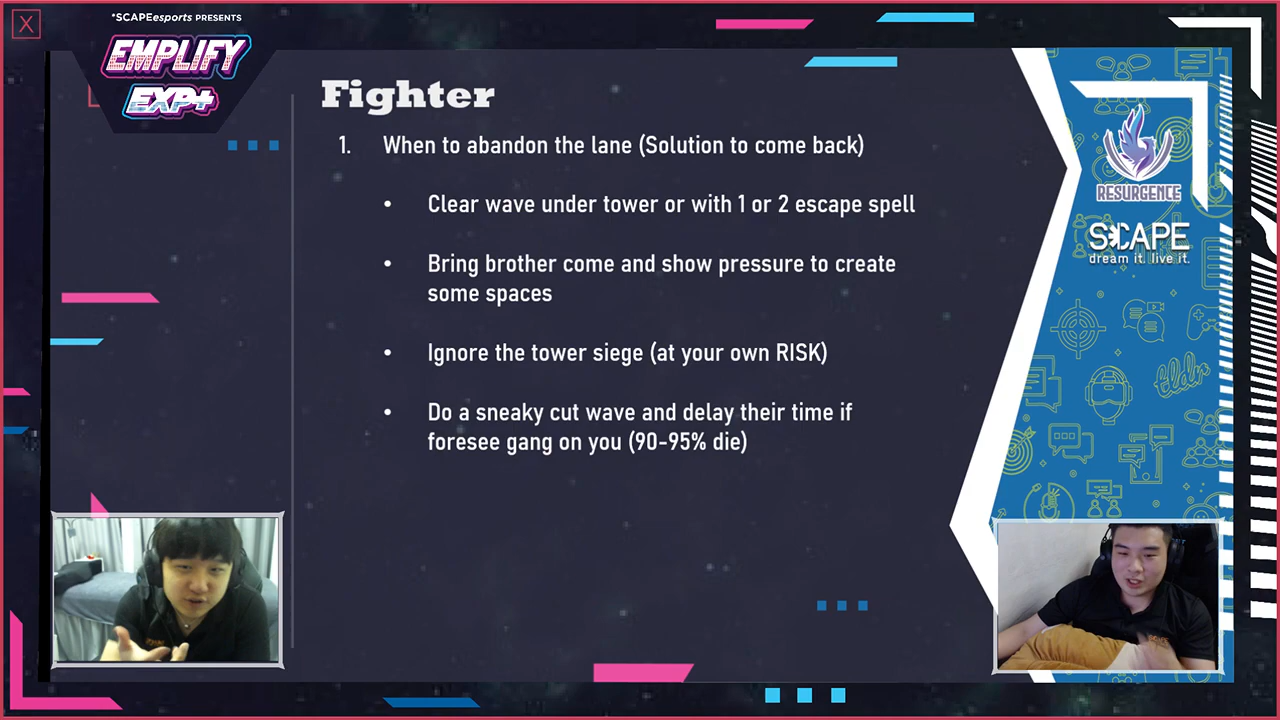 *SCAPEesports PRESENTS
EMPLIFY
EXP+
Fighter
1. When to abandon the lane (Solution to come back)
• Clear wave under tower or with 1 or 2 escape spell
• Bring brother come and show pressure to create
some spaces
• Ignore the tower siege (at your own RISK)
• Do a sneaky cut wave and delay their time if
foresee gang on you (90-95% die)
RESURGENCE
S*CAPE
dream it. live it.
tldr